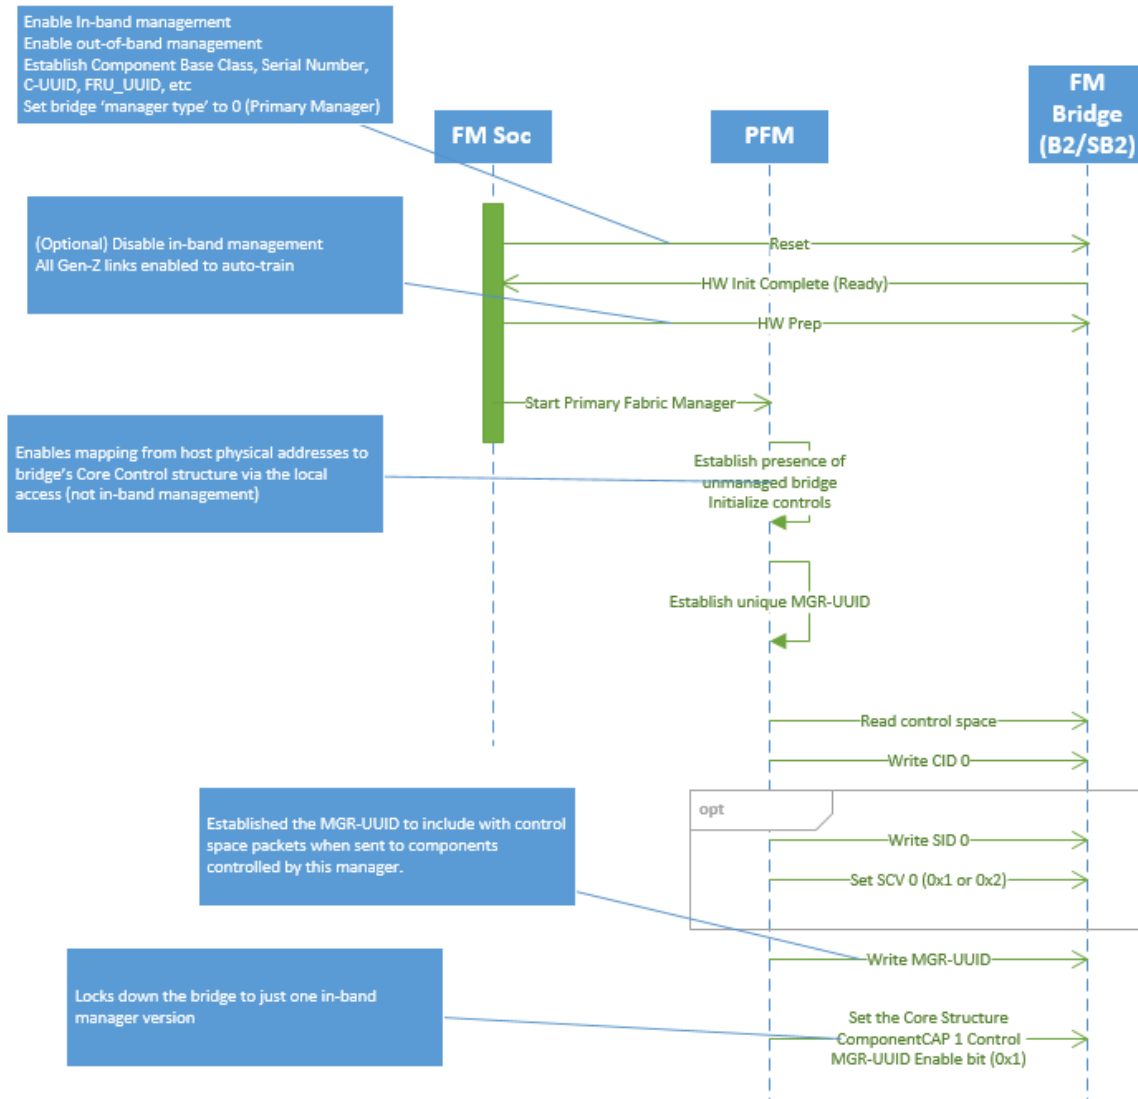 Enable In-band management
Enable out-of-band management
Establish Component Base Class, Serial Number,
C-UUID, FRU_UUID, etc
Set bridge ‘manager type’ to 0 (Primary Manager)
FM Soc
PFM
FM
Bridge
(B2/SB2)
(Optional) Disable in-band management
All Gen-Z links enabled to auto-train
Reset
HW Init Complete (Ready)
HW Prep
Start Primary Fabric Manager
Enables mapping from host physical addresses to
bridge’s Core Control structure via the local
access (not in-band management)
Establish presence of
unmanaged bridge
Initialize controls
Establish unique MGR-UUID
Read control space
Write CID 0
opt
Write SID 0
Set SCV 0 (0x1 or 0x2)
Established the MGR-UUID to include with control
space packets when sent to components
controlled by this manager.
Write MGR-UUID
Locks down the bridge to just one in-band
manager version
Set the Core Structure
ComponentCAP 1 Control
MGR-UUID Enable bit (0x1)